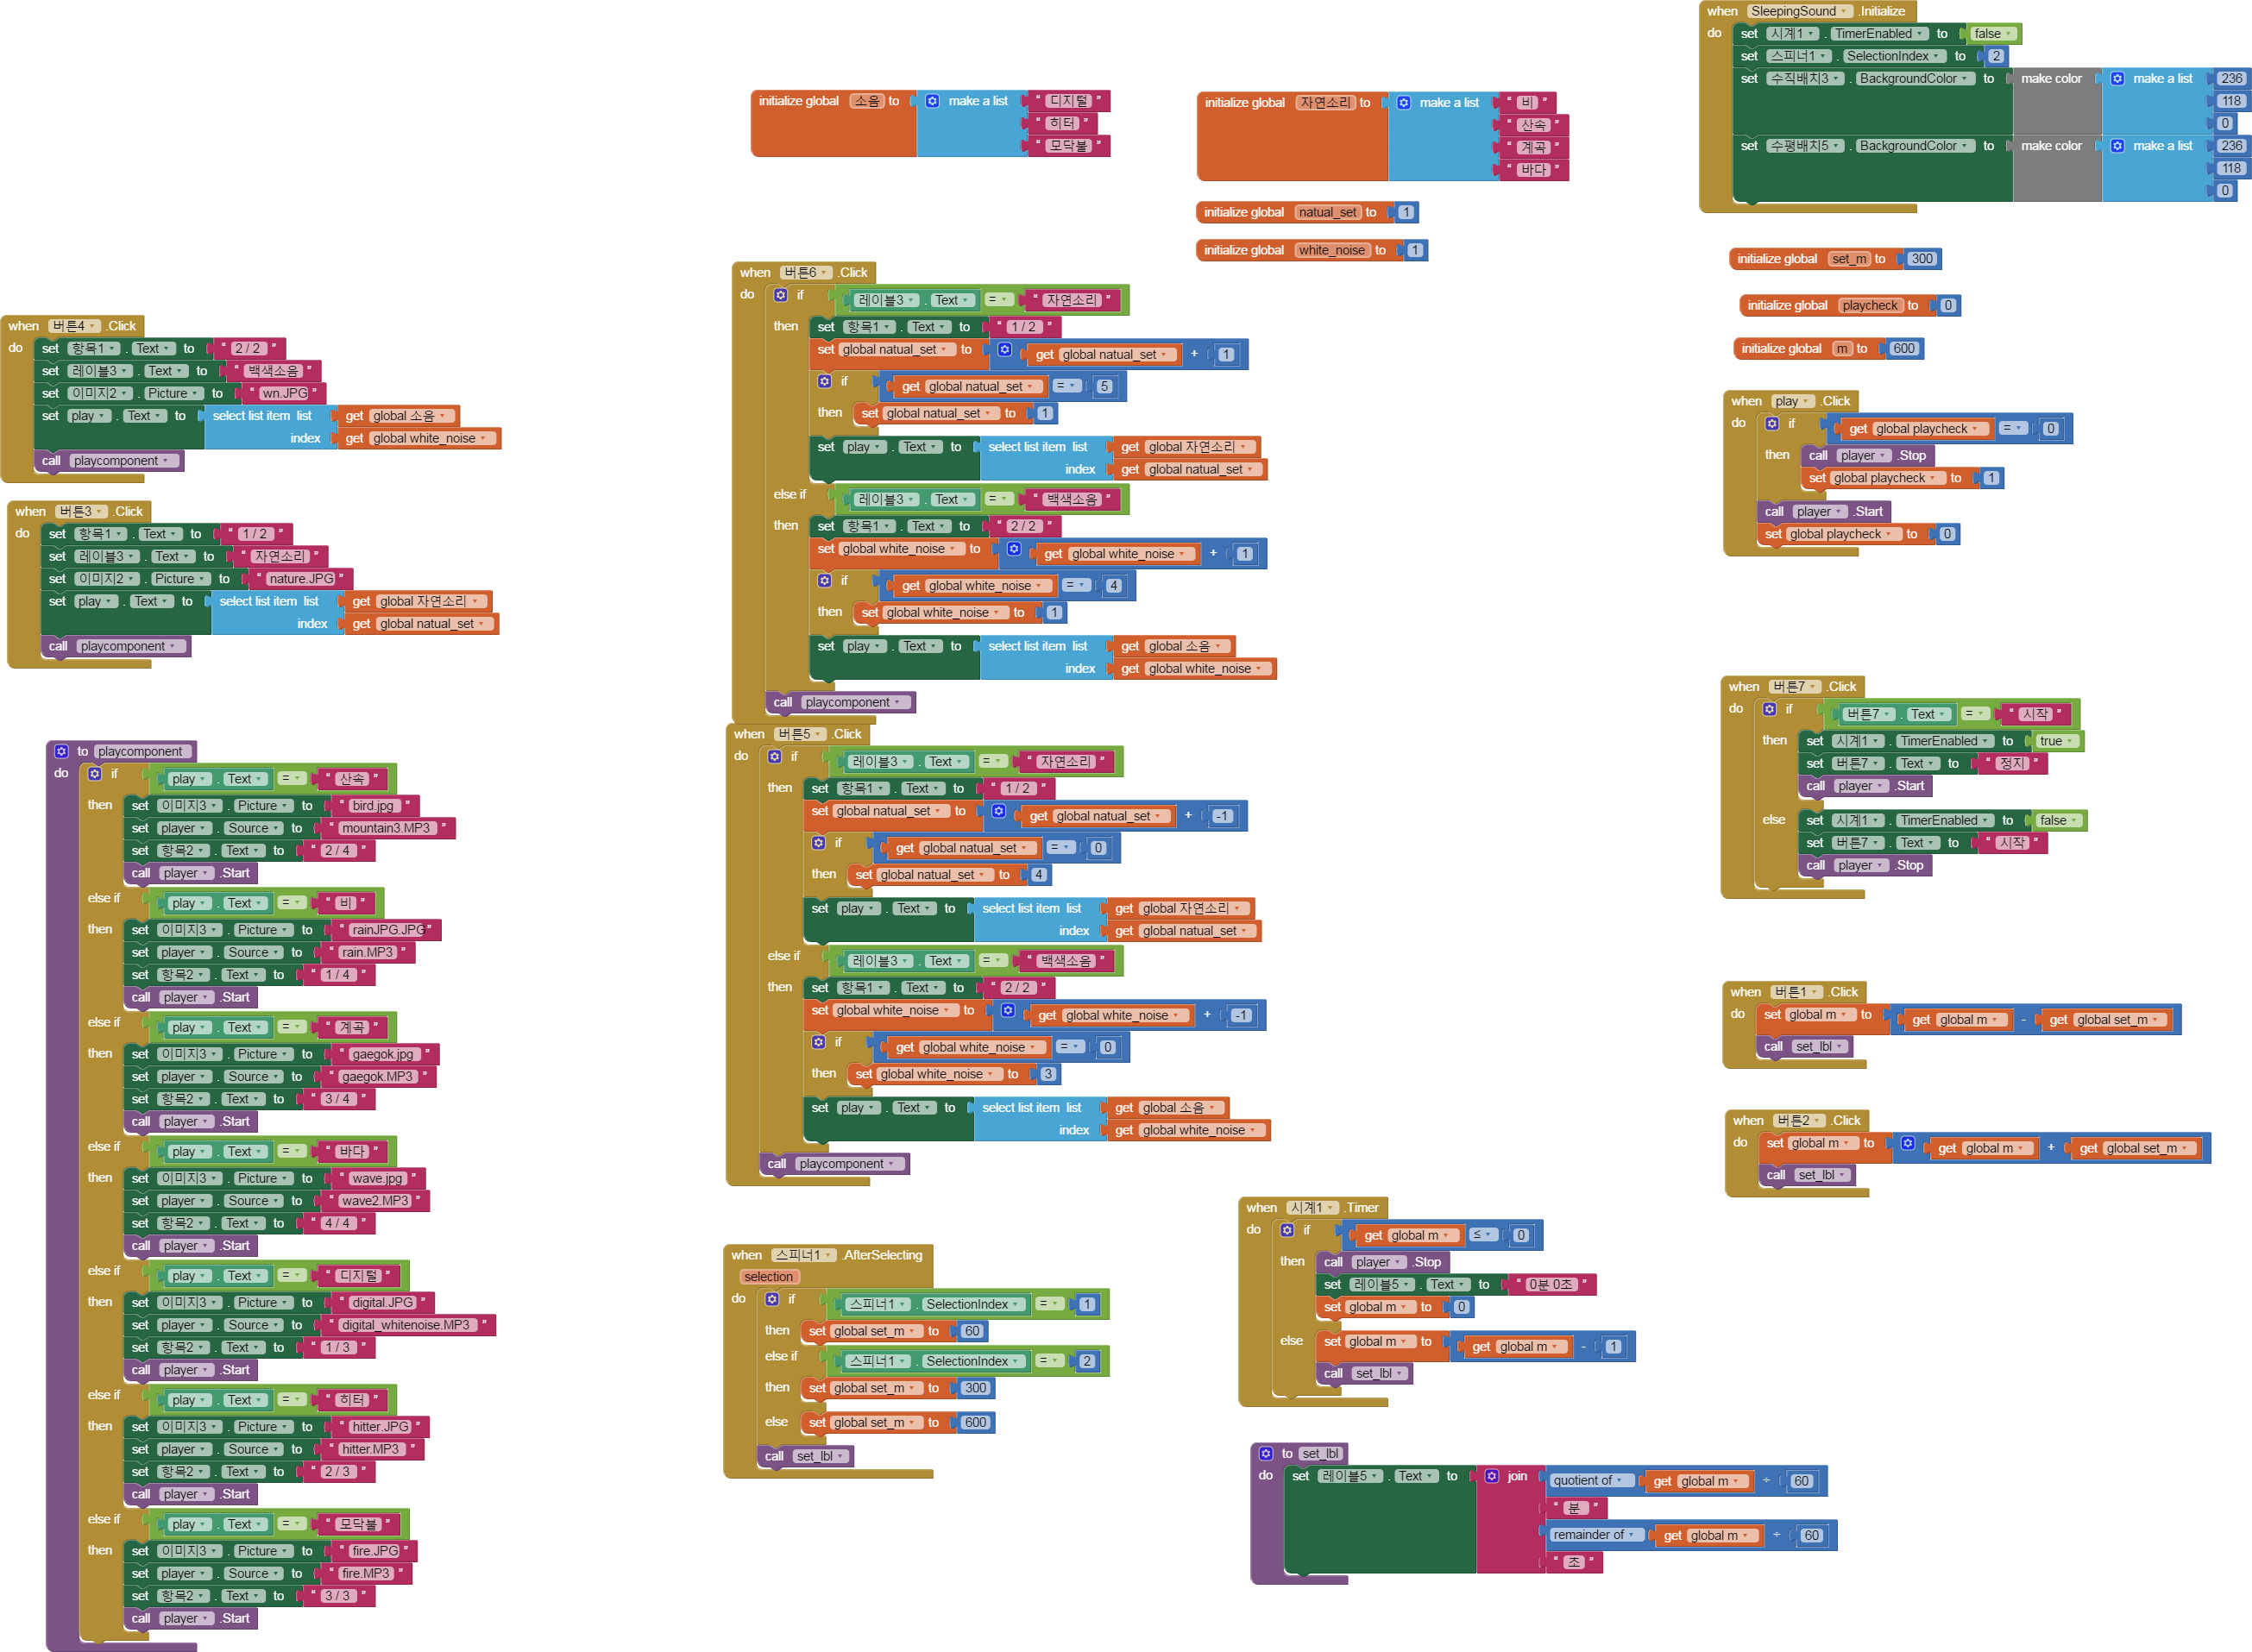 when SleepingSound .Initialize
do set 시계1 . TimerEnabled to false
set 스피너1 . SelectionIndex to 2
set 수직배치3 . BackgroundColor to make color make a list 236
118
0
set 수평배치5 . BackgroundColor to make color make a list 236
118
0
initialize global 소음 to make a list " 디지털 "
" 히터 "
" 모닥불 "
initialize global 자연소리 to make a list " 비 "
" 산속 "
" 계곡 "
" 바다 "
initialize global natual_set to 1
initialize global white_noise to 1
initialize global set_m to 300
initialize global playcheck to 0
initialize global m to 600
when 버튼4 .Click
do set 항목1 . Text to " 2 / 2 "
set 레이블3 . Text to " 백색소음 "
set 이미지2 . Picture to " wn.JPG "
set play . Text to select list item list get global 소음
index get global white_noise
call playcomponent
when 버튼3 .Click
do set 항목1 . Text to " 1 / 2 "
set 레이블3 . Text to " 자연소리 "
set 이미지2 . Picture to " nature.JPG "
set play . Text to select list item list get global 자연소리
index get global natual_set
call playcomponent
to playcomponent
do if play . Text = " 산속 "
then set 이미지3 . Picture to " bird.jpg "
set player . Source to " mountain3.MP3 "
set 항목2 . Text to " 2 / 4 "
call player .Start
else if play . Text = " 비 "
then set 이미지3 . Picture to " rainJPG.JPG "
set player . Source to " rain.MP3 "
set 항목2 . Text to " 1 / 4 "
call player .Start
else if play . Text = " 계곡 "
then set 이미지3 . Picture to " gaegok.jpg "
set player . Source to " gaegok.MP3 "
set 항목2 . Text to " 3 / 4 "
call player .Start
else if play . Text = " 바다 "
then set 이미지3 . Picture to " wave.jpg "
set player . Source to " wave2.MP3 "
set 항목2 . Text to " 4 / 4 "
call player .Start
else if play . Text = " 디지털 "
then set 이미지3 . Picture to " digital.JPG "
set player . Source to " digital_whitenoise.MP3 "
set 항목2 . Text to " 1 / 3 "
call player .Start
else if play . Text = " 히터 "
then set 이미지3 . Picture to " hitter.JPG "
set player . Source to " hitter.MP3 "
set 항목2 . Text to " 2 / 3 "
call player .Start
else if play . Text = " 모닥불 "
then set 이미지3 . Picture to " fire.JPG "
set player . Source to " fire.MP3 "
set 항목2 . Text to " 3 / 3 "
call player .Start
when 버튼6 .Click
do if 레이블3 . Text = " 자연소리 "
then set 항목1 . Text to " 1 / 2 "
set global natual_set to get global natual_set + 1
if get global natual_set = 5
then set global natual_set to 1
set play . Text to select list item list get global 자연소리
index get global natual_set
else if 레이블3 . Text = " 백색소음 "
then set 항목1 . Text to " 2 / 2 "
set global white_noise to get global white_noise + 1
if get global white_noise = 4
then set global white_noise to 1
set play . Text to select list item list get global 소음
index get global white_noise
call playcomponent
when 버튼5 .Click
do if 레이블3 . Text = " 자연소리 "
then set 항목1 . Text to " 1 / 2 "
set global natual_set to get global natual_set + -1
if get global natual_set = 0
then set global natual_set to 4
set play . Text to select list item list get global 자연소리
index get global natual_set
else if 레이블3 . Text = " 백색소음 "
then set 항목1 . Text to " 2 / 2 "
set global white_noise to get global white_noise + -1
if get global white_noise = 0
then set global white_noise to 3
set play . Text to select list item list get global 소음
index get global white_noise
call playcomponent
when 스피너1 .AfterSelecting
selection
do if 스피너1 . SelectionIndex = 1
then set global set_m to 60
else if 스피너1 . SelectionIndex = 2
then set global set_m to 300
else set global set_m to 600
call set_lbl
when play .Click
do if get global playcheck = 0
then call player .Stop
set global playcheck to 1
call player .Start
set global playcheck to 0
when 버튼7 .Click
do if 버튼7 . Text = " 시작 "
then set 시계1 . TimerEnabled to true
set 버튼7 . Text to " 정지 "
call player .Start
else set 시계1 . TimerEnabled to false
set 버튼7 . Text to " 시작 "
call player .Stop
when 버튼1 .Click
do set global m to get global m - get global set_m
call set_lbl
when 버튼2 .Click
do set global m to get global m + get global set_m
call set_lbl
when 시계1 .Timer
do if get global m ≤ 0
then call player .Stop
set 레이블5 . Text to " 0분 0초 "
set global m to 0
else set global m to get global m - 1
call set_lbl
to set_lbl
do set 레이블5 . Text to join quotient of get global m ÷ 60
" 분 "
remainder of get global m ÷ 60
" 초 "